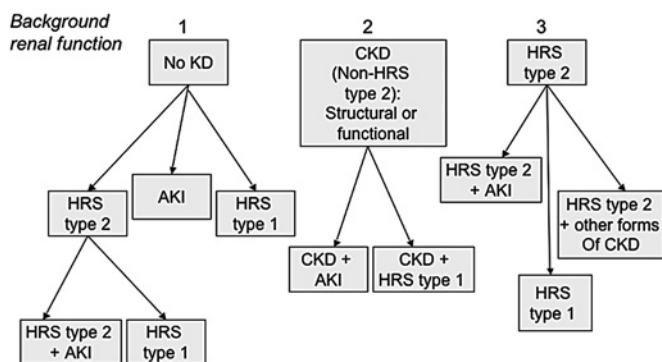 Background
renal function
1
No KD
HRS
type 2
AKI
HRS
type 1
HRS type 2
+ AKI
HRS
type 1
2
CKD
(Non-HRS
type 2):
Structural or
functional
CKD +
AKI
CKD +
HRS type 1
3
HRS
type 2
HRS type 2
+ AKI
HRS
type 1
HRS type 2
+ other forms
Of CKD